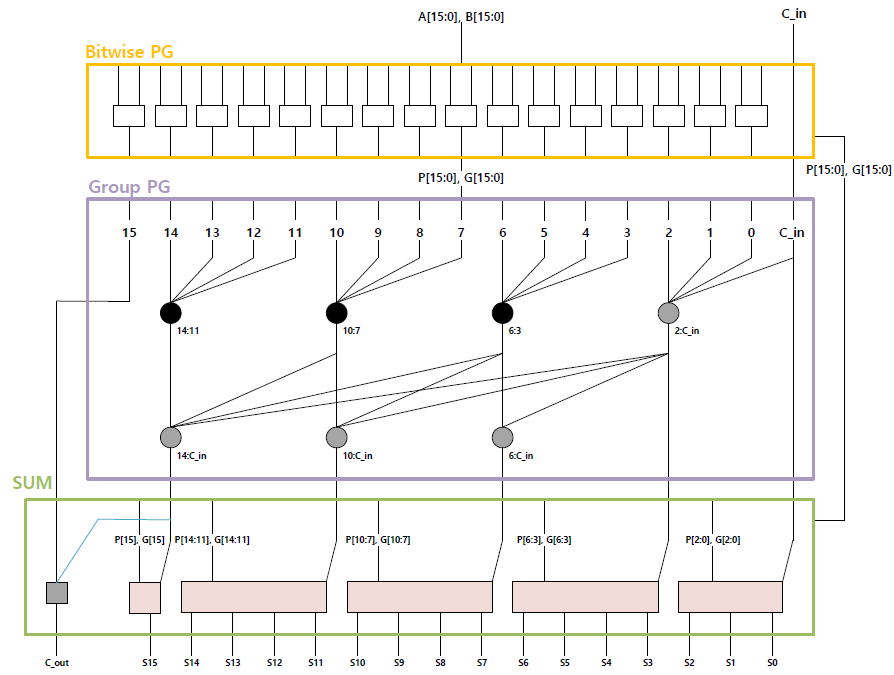 A[15:0], B[15:0]
C_in
Bitwise PG
P[15:0], G[15:0]
P[15:0], G[15:0]
Group PG
15 14 13 12 11 10 9 8 7 6 5 4 3 2 1 0 C_in
14:11 10:7 6:3 2:C_in
14:C_in 10:C_in 6:C_in
SUM
P[15], G[15] P[14:11], G[14:11] P[10:7], G[10:7] P[6:3], G[6:3] P[2:0], G[2:0]
C_out S15 S14 S13 S12 S11 S10 S9 S8 S7 S6 S5 S4 S3 S2 S1 S0